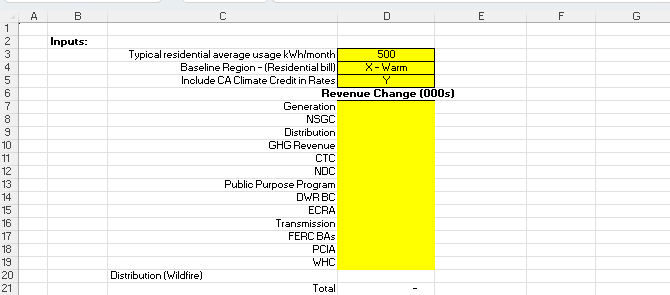 A B C D E F G
1
2 Inputs:
3 Typical residential average usage kWh/month 500
4 Baseline Region - (Residential bill) X - Warm
5 Include CA Climate Credit in Rates Y
6 Revenue Change (000s)
7 Generation
8 NSGC
9 Distribution
10 GHG Revenue
11 CTC
12 NDC
13 Public Purpose Program
14 DWR BC
15 ECRA
16 Transmission
17 FERC BAs
18 PCIA
19 WHC
20 Distribution (Wildfire)
21 Total -